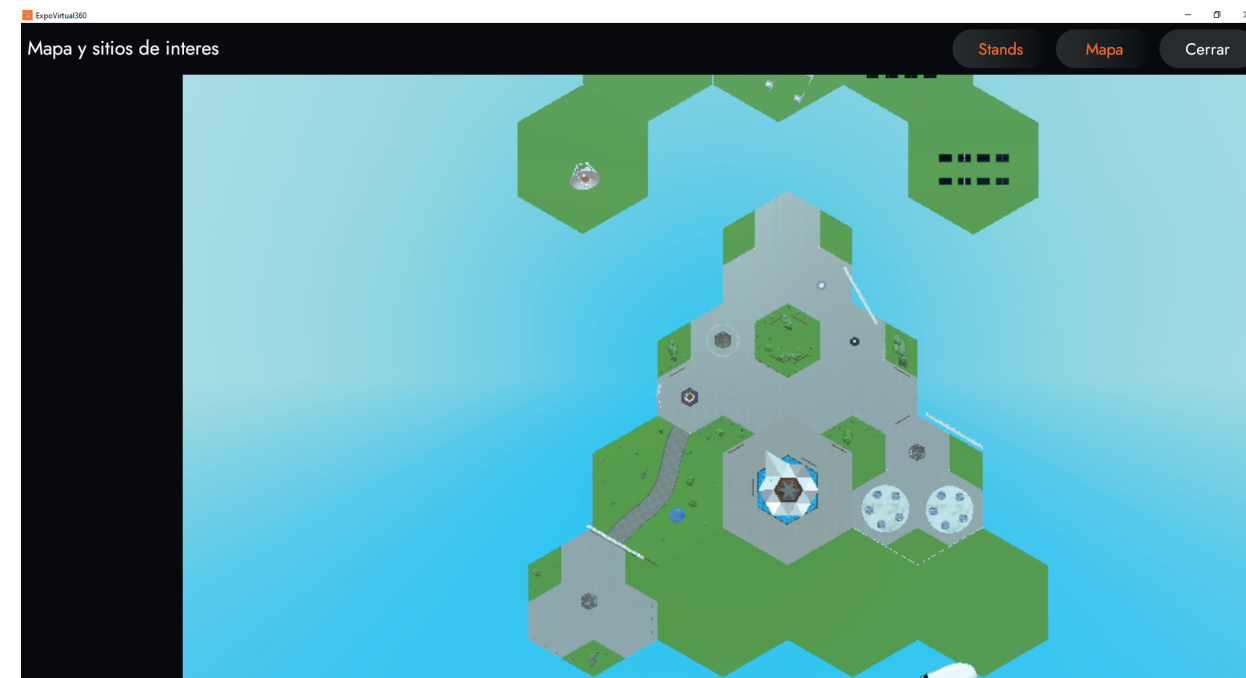 ExpoVirtual360
Mapa y sitios de interes
Stands
Mapa
Cerrar